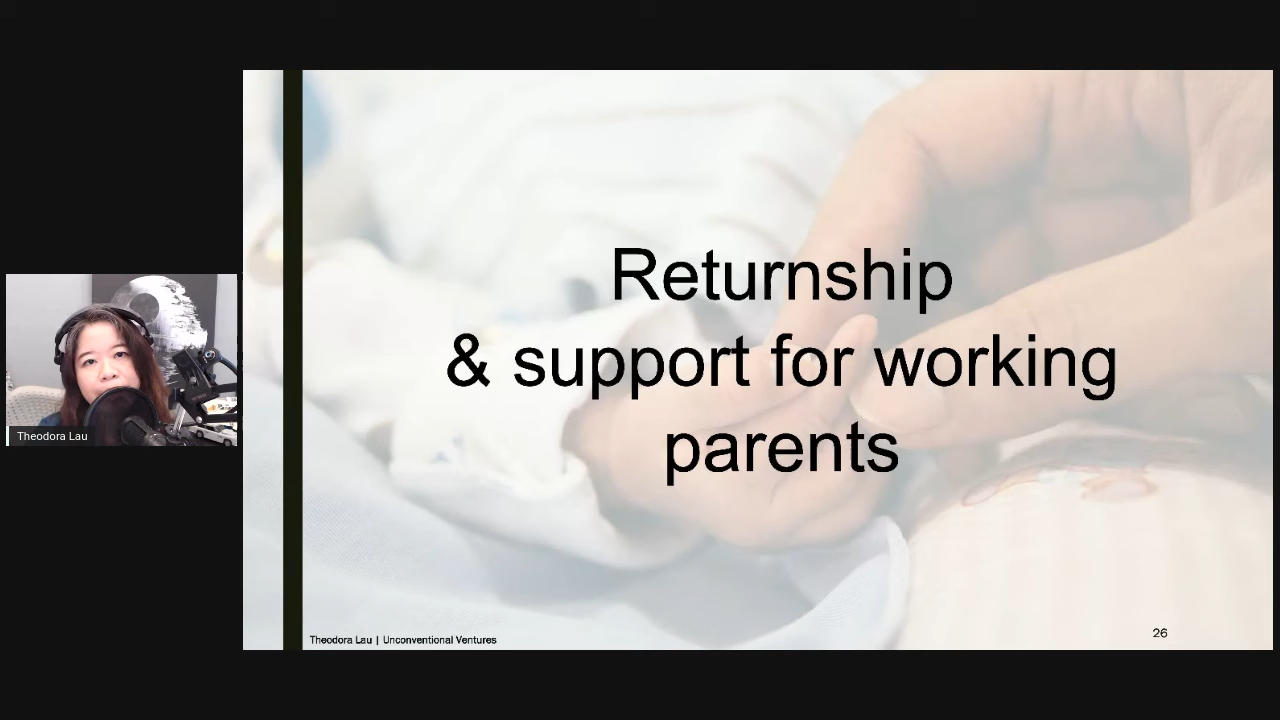 Returnship
& support for working
parents
Theodora Lau
Theodora Lau | Unconventional Ventures
26